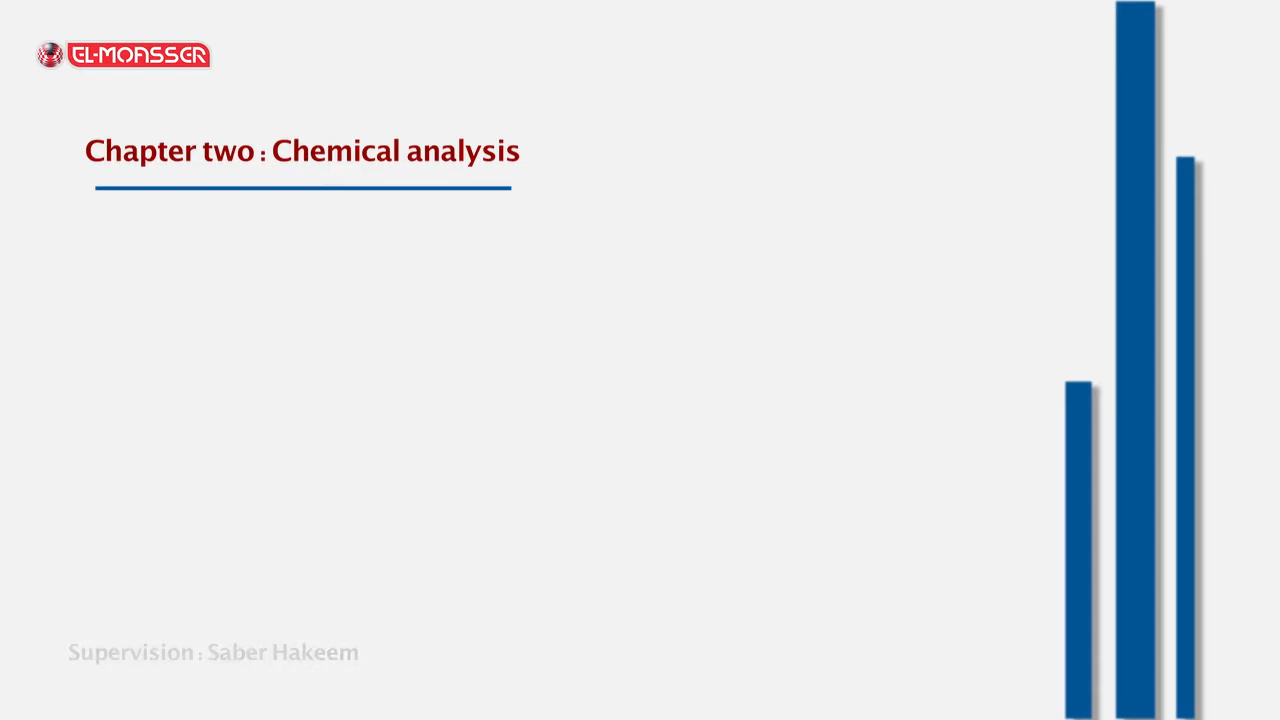 EL-MOASSER
Chapter two : Chemical analysis
Supervision : Saber Hakeem